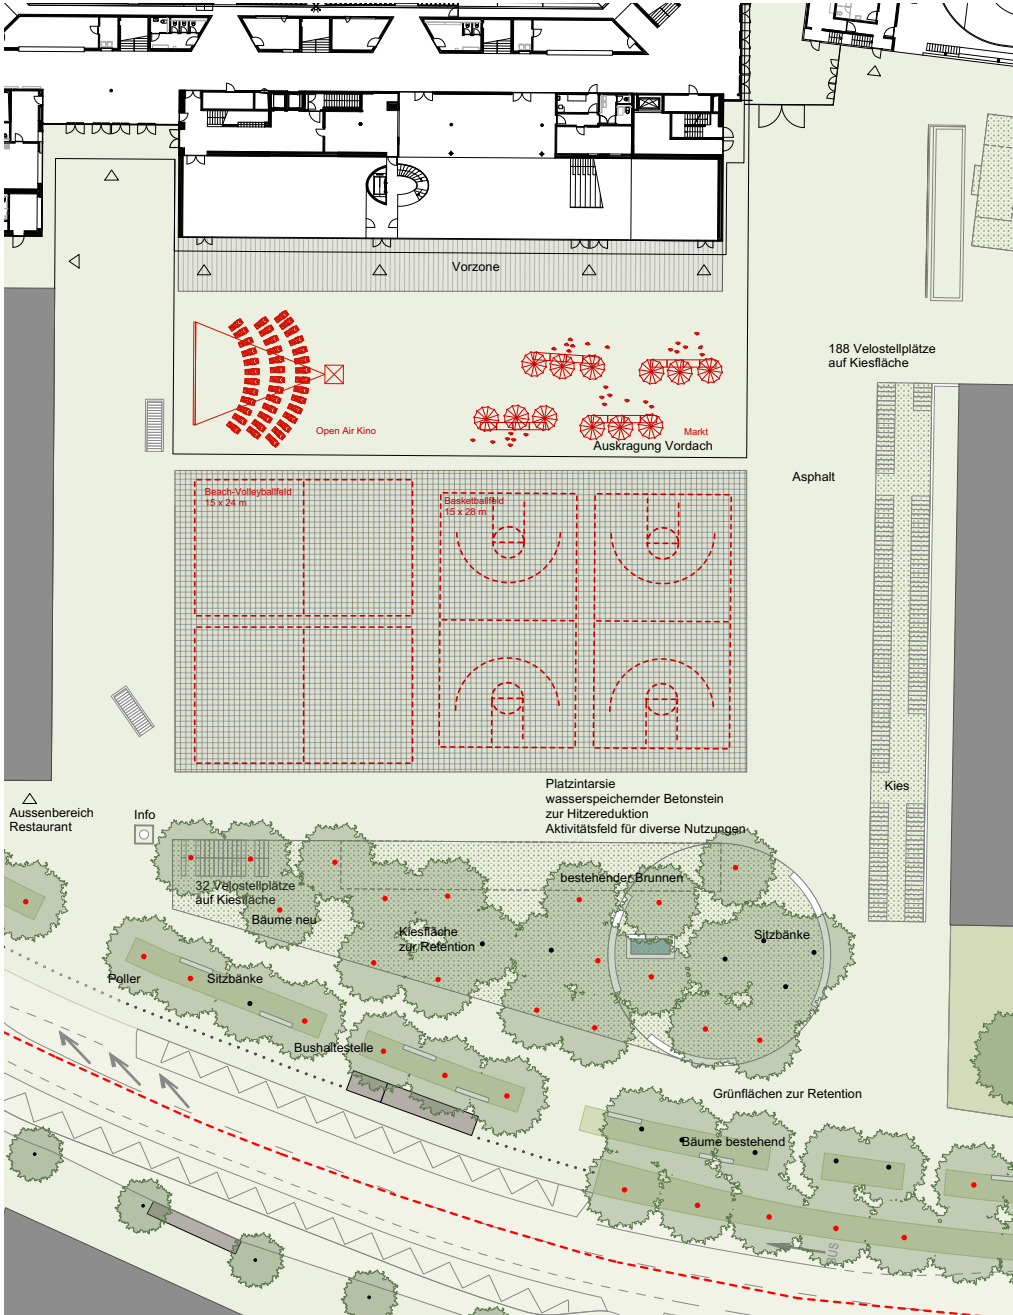 Vorzone
188 Velostellplätze
auf Kiesfläche
Open Air Kino
Markt
Auskragung Vordach
Asphalt
Beach-Volleyballfeld
15 x 24 m
Basketballfeld
15 x 28 m
Platzintarsie
wasserspeichernder Betonstein
zur Hitzereduktion
Aktivitätsfeld für diverse Nutzungen
Kies
Aussenbereich
Restaurant
Info
32 Velostellplätze
auf Kiesfläche
bestehender Brunnen
Bäume neu
Kiesfläche
zur Retention
Sitzbänke
Poller
Sitzbänke
Bushaltestelle
Grünflächen zur Retention
Bäume bestehend
BUS